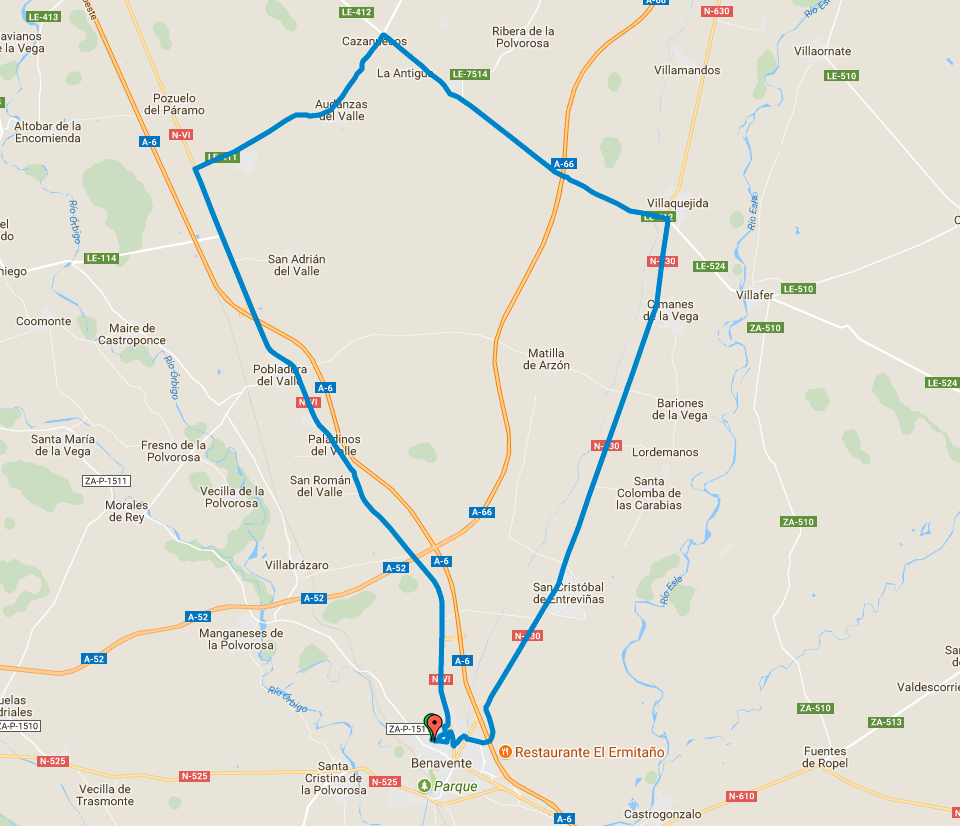 LE-413
LE-412
A-66
N-630
Río Es
avianos
e la Vega
oeste
Cazanuecos
Ribera de la
Polvorosa
Villaornate
La Antigua
LE-7514
Villamandos
LE-510
Pozuelo
del Páramo
Audanzas
del Valle
Altobar de la
Encomienda
N-VI
A-6
A-66
Río Órbigo
Villaquejida
Río Esla
LE-114
San Adrián
del Valle
N-630
LE-524
niego
Villafer
LE-510
Coomonte
Maire de
Castroponce
Cimanes
de la Vega
ZA-510
Río Órbigo
Pobladura
del Valle
A-6
N-VI
Matilla
de Arzón
LE-524
Bariones
de la Vega
Santa María
de la Vega
Fresno de la
Polvorosa
Paladinos
del Valle
N-630
Lordemanos
ZA-P-1511
San Román
del Valle
Santa
Colomba de
las Carabias
Vecilla de la
Polvorosa
Morales
de Rey
A-66
ZA-510
Villabrázaro
A-52
A-6
San Cristóbal
de Entreviñas
Río Esla
A-52
A-52
Manganeses de
la Polvorosa
N-630
A-52
A-6
N-VI
Río Órbigo
Valdescorrie
uelas
driales
ZA-P-1510
ZA-P-151
ZA-510
ZA-513
Restaurante El Ermitaño
Fuentes
de Ropel
Benavente
N-525
N-525
Santa
Cristina de
la Polvorosa
N-525
Parque
Vecilla de
Trasmonte
N-610
Castrogonzalo
A-6